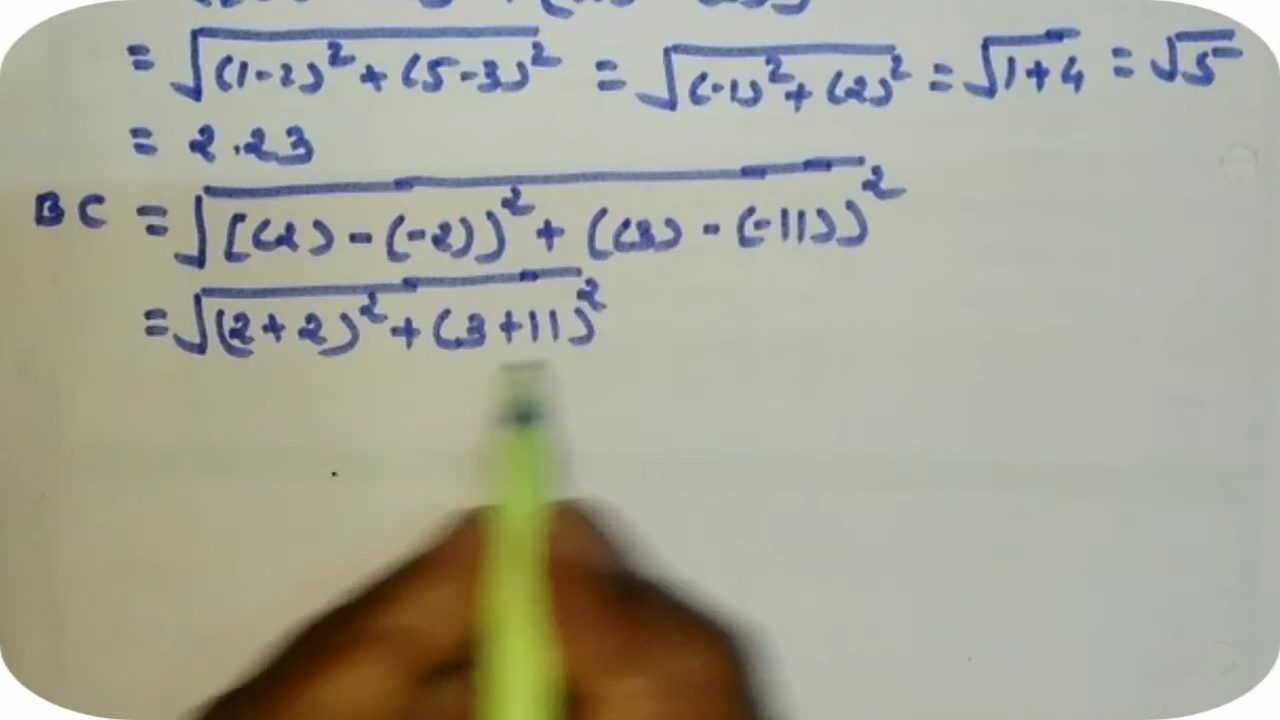 = √(1-2)² + (5-3)² = √(-1)² + (2)² = √1+4 = √5
= 2.23
BC = √[(2) - (-2))² + ((3) - (-11))²
= √(2+2)² + (3+11)²